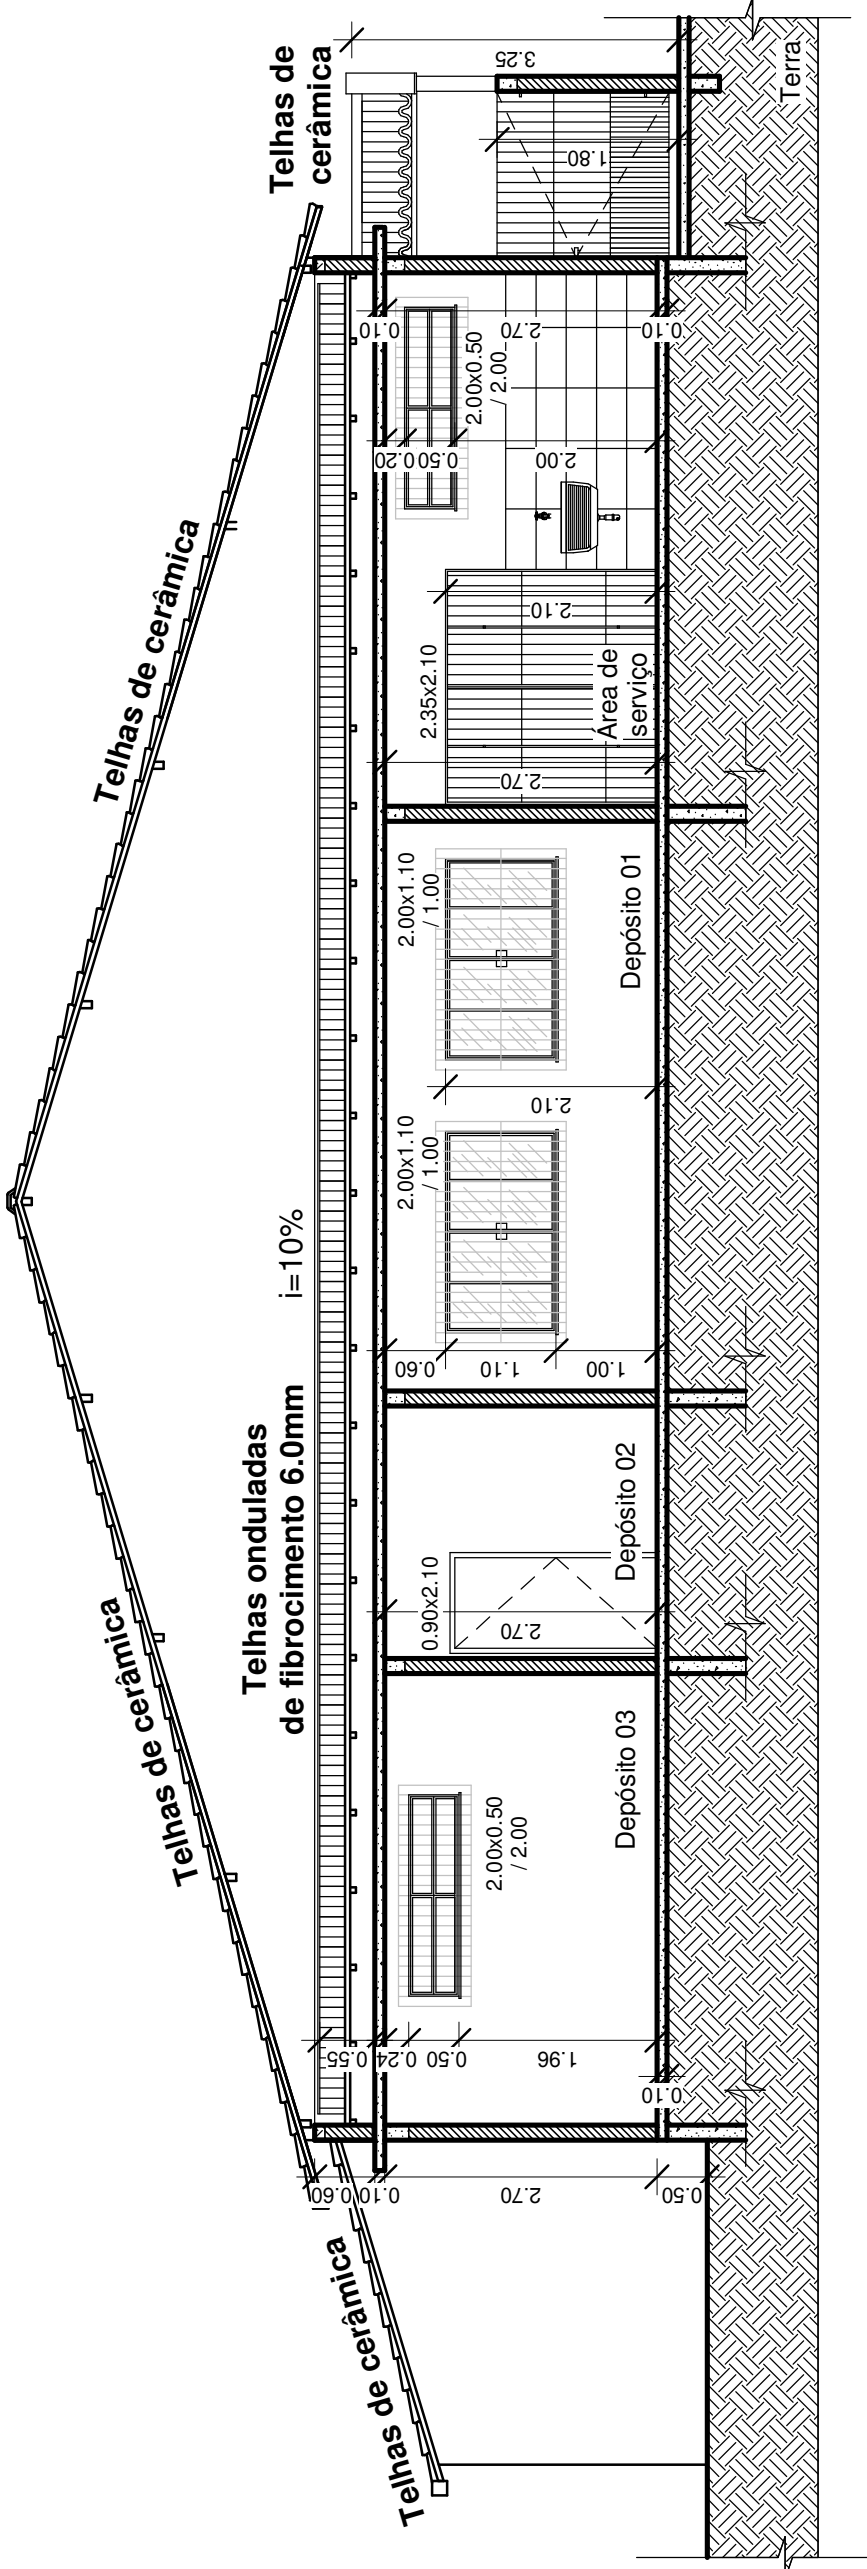 Telhas de cerâmica
Telhas de cerâmica
Telhas de cerâmica
Telhas de
cerâmica
Telhas onduladas
de fibrocimento 6.0mm
i=10%
0.60
0.10
2.70
0.50
0.55
0.24
0.50
1.96
0.10
2.00x0.50
/ 2.00
Depósito 03
0.90x2.10
2.70
Depósito 02
0.60
1.10
1.00
2.00x1.10
/ 1.00
2.10
2.00x1.10
/ 1.00
Depósito 01
2.70
2.35x2.10
2.10
Área de
serviço
0.20
0.50
2.00
2.00x0.50
/ 2.00
0.10
2.70
0.10
1.80
3.25
Terra